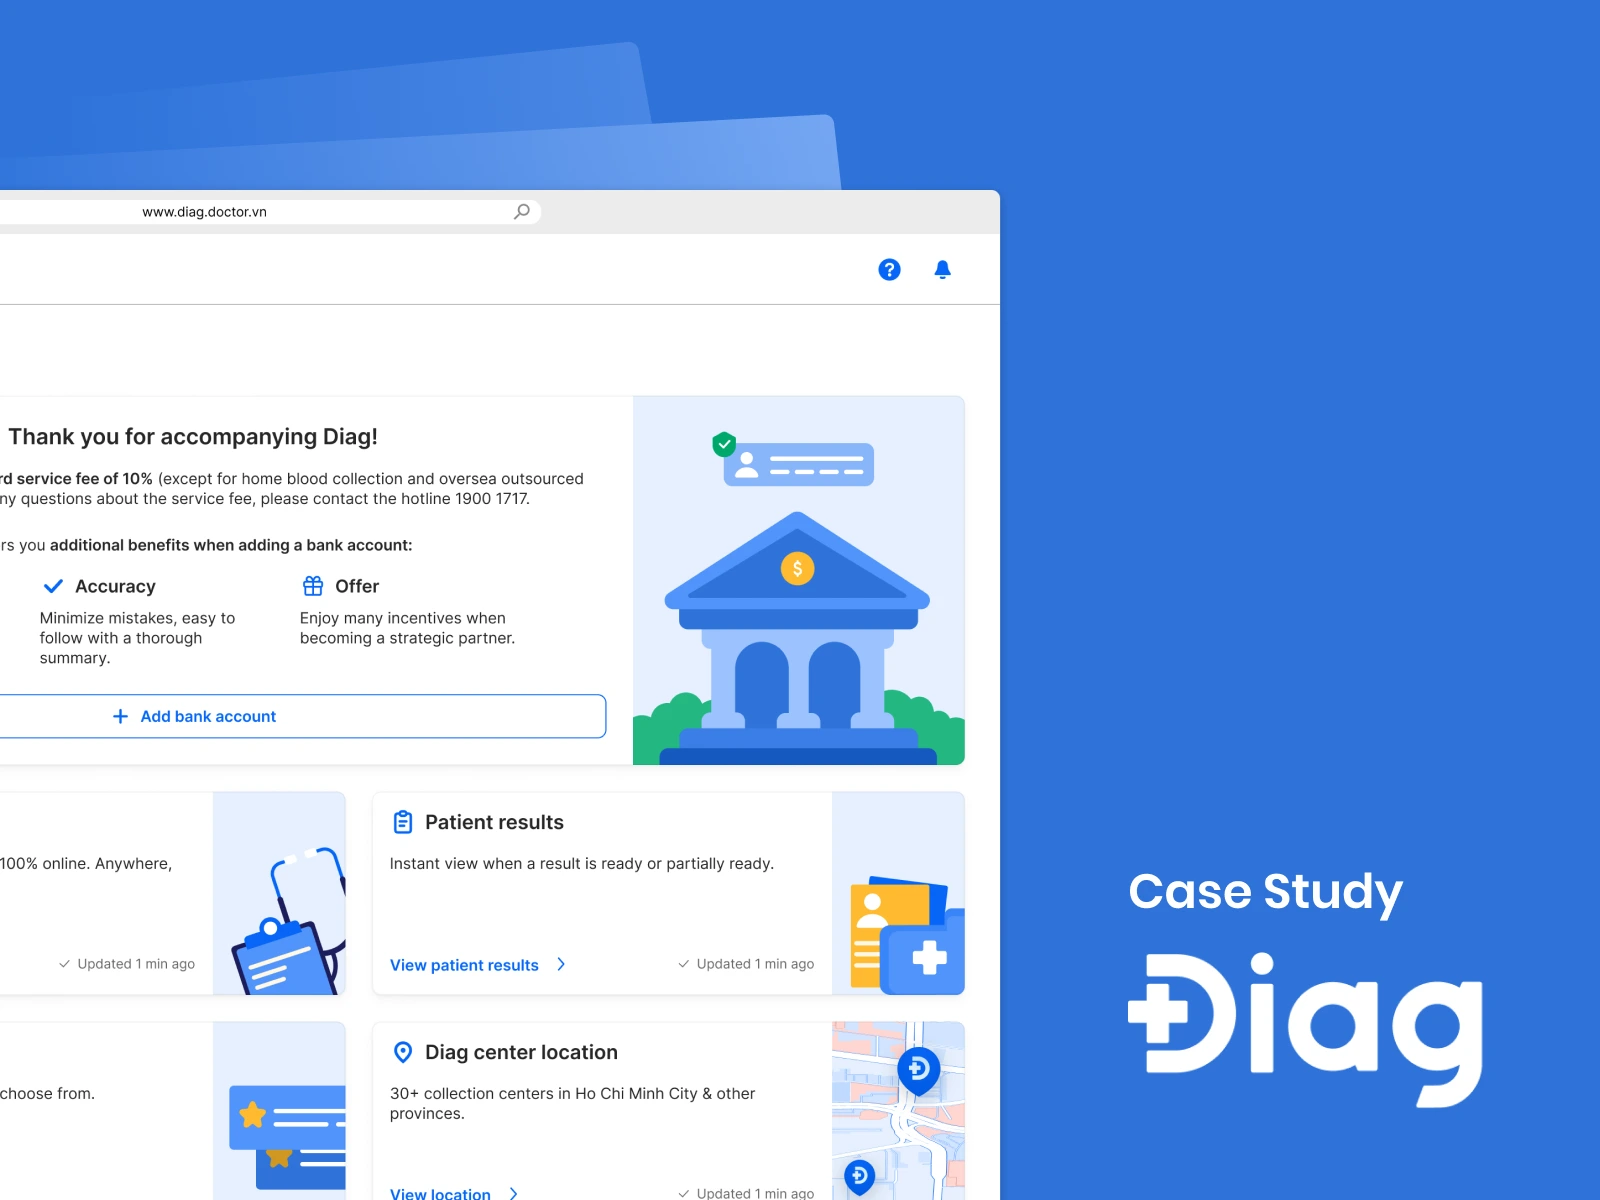 www.diag.doctor.vn
?
Thank you for accompanying Diag!
rd service fee of 10% (except for home blood collection and oversea outsourced
ny questions about the service fee, please contact the hotline 1900 1717.
rs you additional benefits when adding a bank account:
Accuracy
Offer
Minimize mistakes, easy to
follow with a thorough
summary.
Enjoy many incentives when
becoming a strategic partner.
$
+ Add bank account
100% online. Anywhere,
Updated 1 min ago
Patient results
Instant view when a result is ready or partially ready.
View patient results
Updated 1 min ago
choose from.
Diag center location
30+ collection centers in Ho Chi Minh City & other
provinces.
View location
Updated 1 min ago
Case Study
Diag